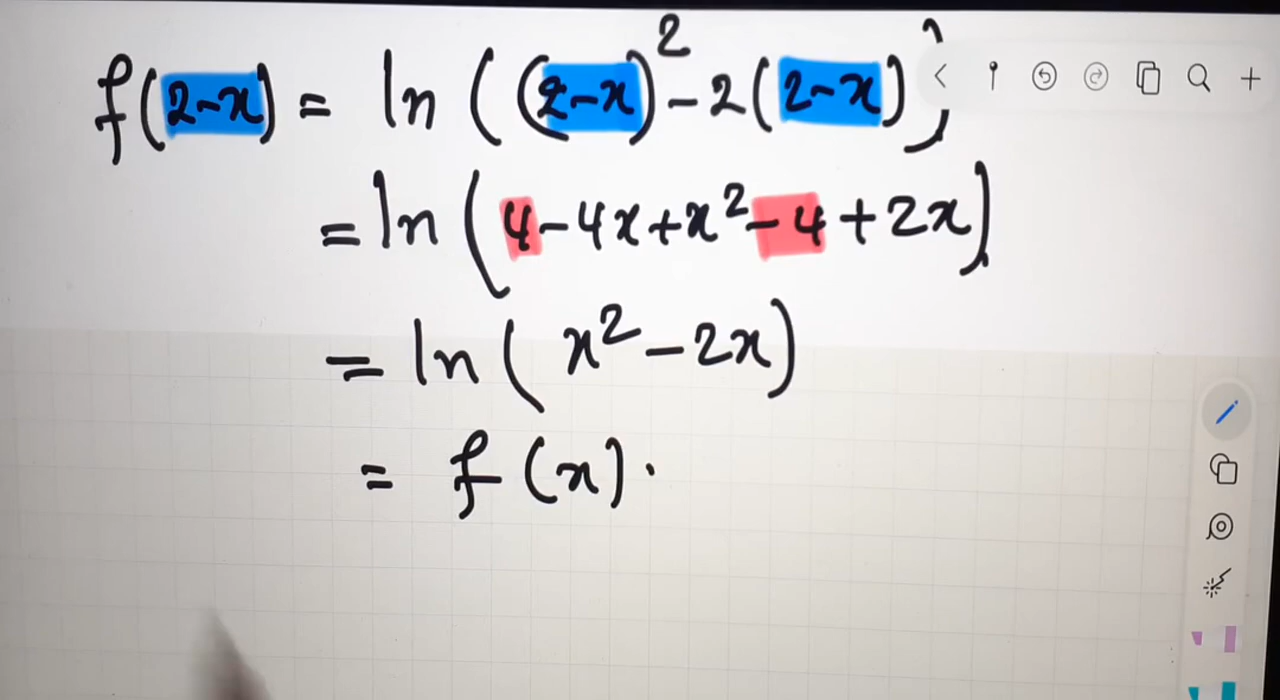 f(2-x) = ln((2-x)² - 2(2-x))
= ln(4 - 4x + x² - 4 + 2x)
= ln(x² - 2x)
= f(x).